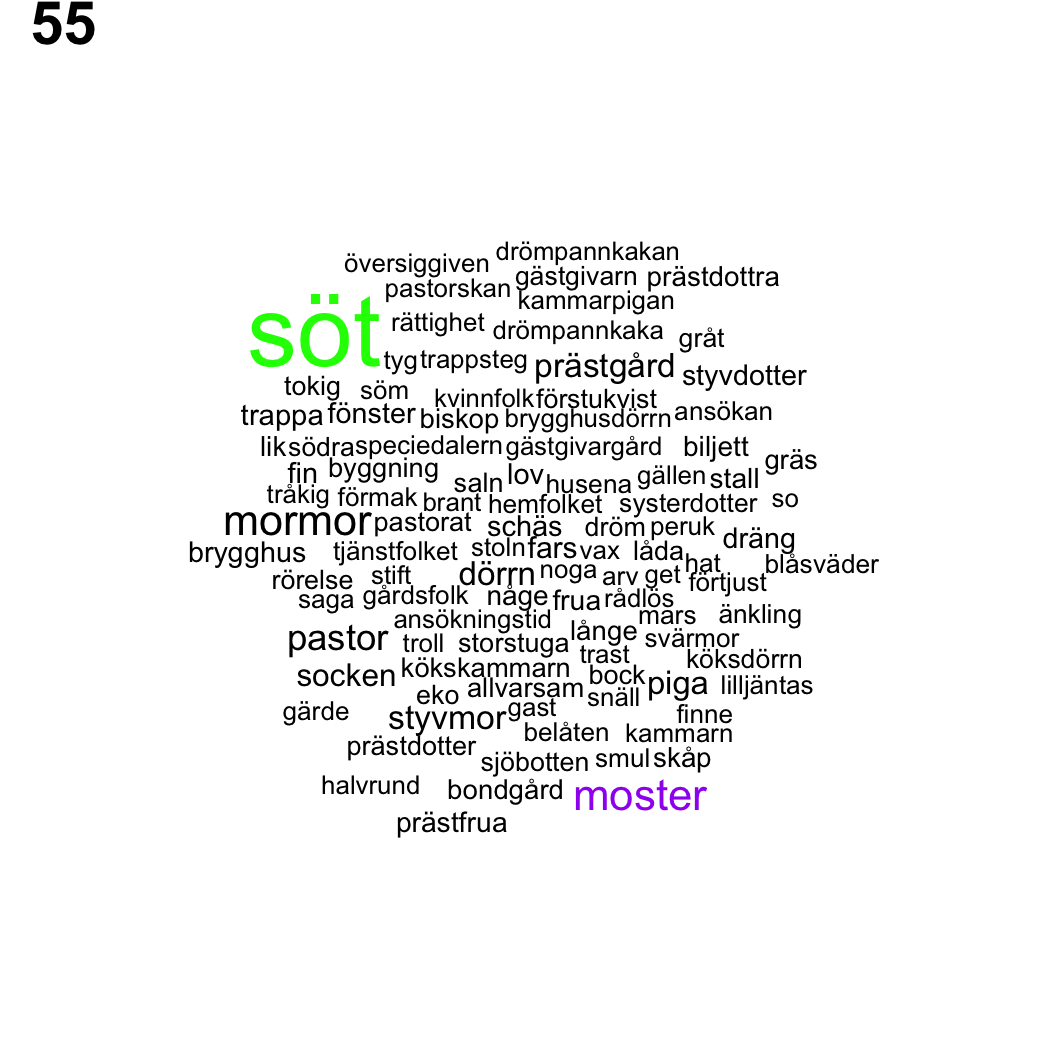 55
drömpannkakan
översiggiven
gästgivarn prästdottra
pastorskan
kammarpigan
söt
rättighet drömpannkaka gråt
tyg trappsteg prästgård styvdotter
tokig söm kvinnfolk förstukvist
trappa fönster biskop brygghusdörrn ansökan
lik södra speciedalern gästgivargård biljett gräs
fin byggning saln lov husena gällen stall
tråkig förmak brant hemfolket systerdotter so
mormor pastorat schäs dröm peruk dräng
brygghus tjänstfolket stoln fars vax låda hat blåsväder
rörelse stift dörrn noga arv get förtjust
saga gårdsfolk någe frua rådlös
ansökningstid mars änkling
pastor troll storstuga långe svärmor
trast köksdörrn
socken kökskammarn bock piga lilljäntas
eko allvarsam snäll
gärde styvmor gast finne
belåten kammarn
prästdotter sjöbotten smul skåp
halvrund bondgård moster
prästfrua